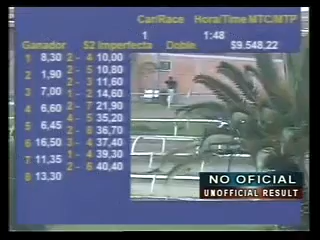 Car/Race Hora/Time MTC/MTP
1 1:48
Ganador $2 Imperfecta Doble $9.548,22
1 8,30 2 - 4 10,00
2 1,90 2 - 5 10,80
3 7,00 2 - 3 11,60
4 6,60 1 - 2 14,60
5 6,45 2 - 7 21,90
6 16,50 4 - 5 35,20
7 11,35 2 - 8 36,70
8 13,30 3 - 4 37,40
1 - 4 39,30
2 - 6 40,40
NO OFICIAL
UNOFFICIAL RESULT